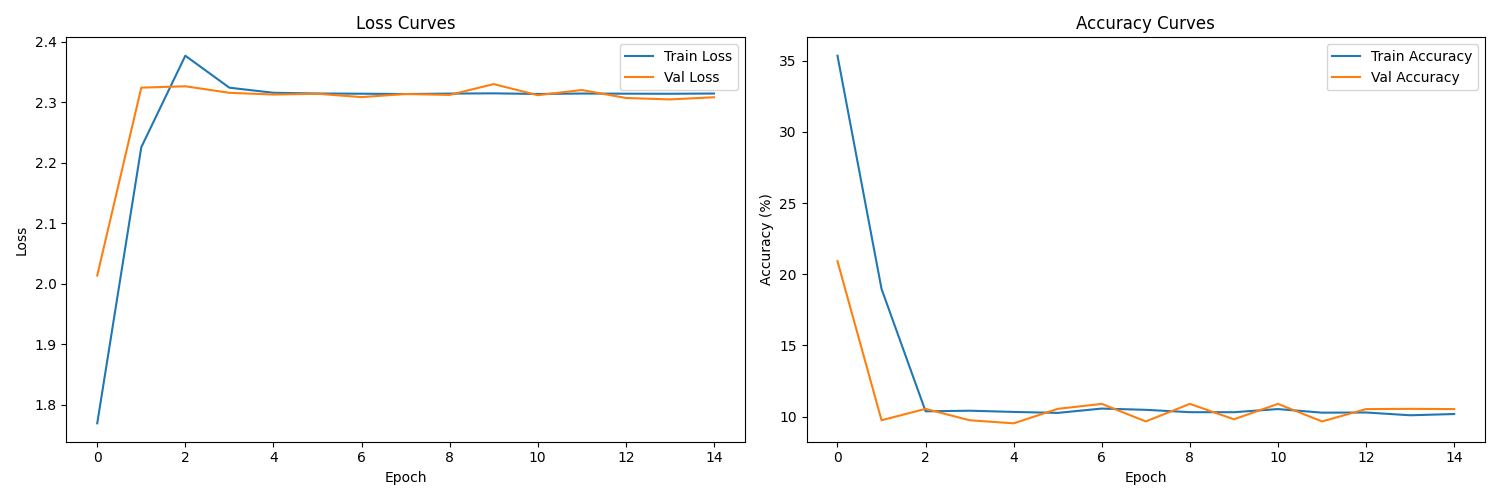 Loss Curves
2.4
2.3
2.2
2.1
2.0
1.9
1.8
Loss
0 2 4 6 8 10 12 14
Epoch
Train Loss
Val Loss
Accuracy Curves
35
30
25
20
15
10
Accuracy (%)
0 2 4 6 8 10 12 14
Epoch
Train Accuracy
Val Accuracy